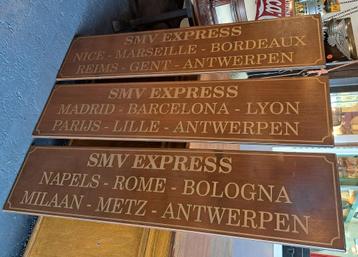 SMV EXPRESS
NICE - MARSEILLE - BORDEAUX
REIMS - GENT - ANTWERPEN
SMV EXPRESS
MADRID - BARCELONA - LYON
PARIJS - LILLE - ANTWERPEN
SMV EXPRESS
NAPELS - ROME - BOLOGNA
MILAAN - METZ - ANTWERPEN